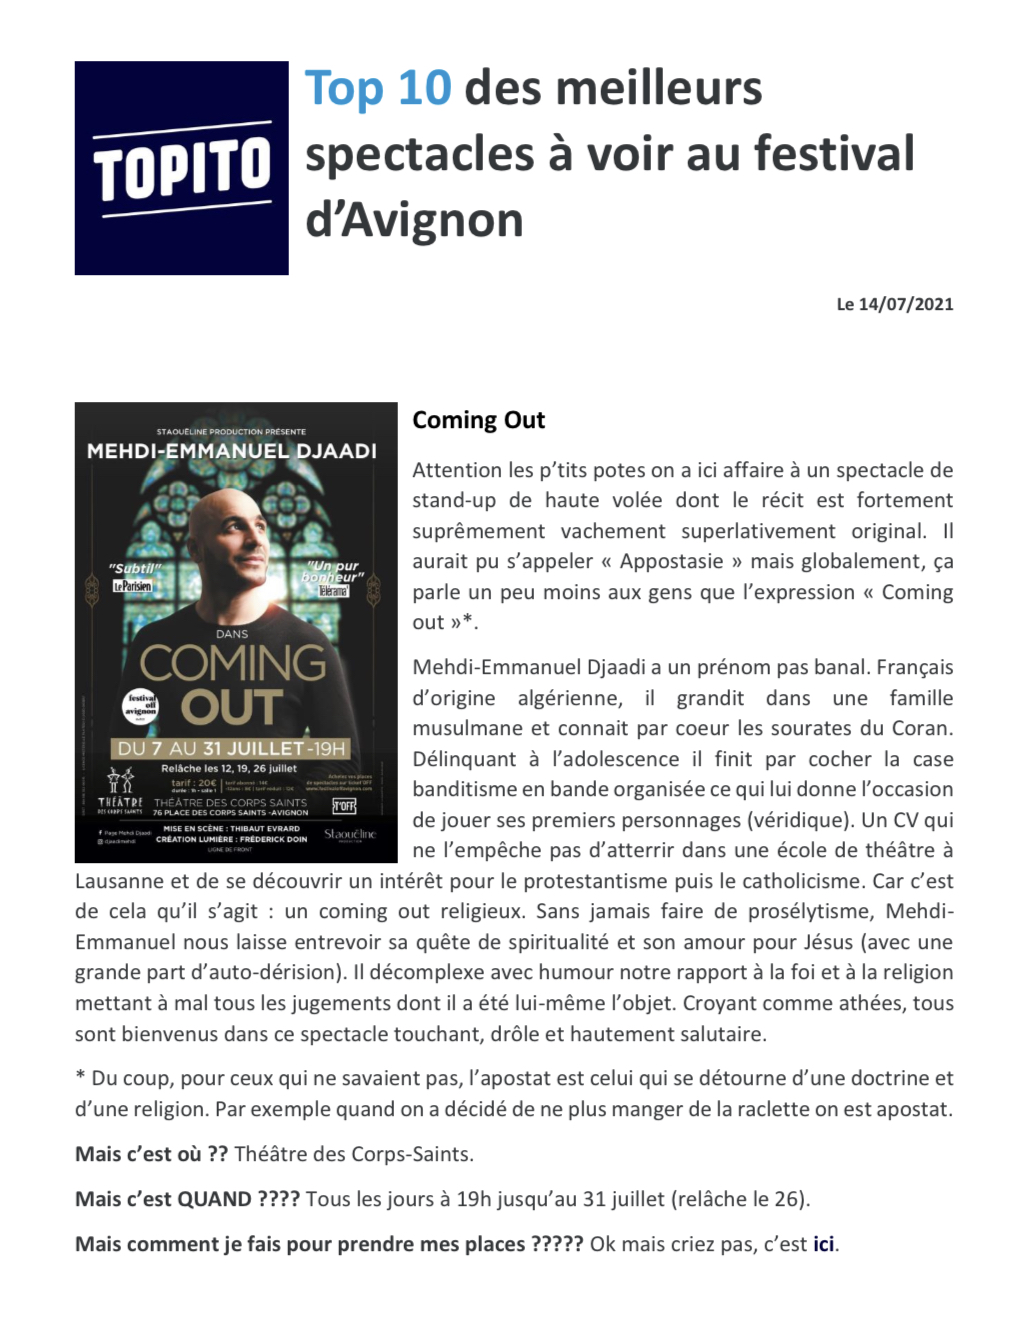 TOPITO
Top 10 des meilleurs
spectacles à voir au festival
d’Avignon
Le 14/07/2021
STAOUËLINE PRODUCTION PRÉSENTE
MEHDI-EMMANUEL DJAADI
"Subtil"
Le Parisien
"Un pur
bonheur"
Télérama
DANS
COMING
OUT
festival
off
avignon
DU 7 AU 31 JUILLET -19H
Relâche les 12, 19, 26 juillet
tarif : 20€
THÉÂTRE
DES CORPS SAINTS
THÉÂTRE DES CORPS SAINTS
76 PLACE DES CORPS SAINTS -AVIGNON
T'OFF
Page Mehdi Djaadi
djaadimehdi
MISE EN SCÈNE : THIBAUT EVRARD
CRÉATION LUMIÈRE : FRÉDERICK DOIN
LIGNE DE FRONT
Staouëline
PRODUCTION
Coming Out
Attention les p’tits potes on a ici affaire à un spectacle de
stand-up de haute volée dont le récit est fortement
suprêmement vachement superlativement original. Il
aurait pu s’appeler « Appostasie » mais globalement, ça
parle un peu moins aux gens que l’expression « Coming
out »*.
Mehdi-Emmanuel Djaadi a un prénom pas banal. Français
d’origine algérienne, il grandit dans une famille
musulmane et connait par coeur les sourates du Coran.
Délinquant à l’adolescence il finit par cocher la case
banditisme en bande organisée ce qui lui donne l’occasion
de jouer ses premiers personnages (véridique). Un CV qui
ne l’empêche pas d’atterrir dans une école de théâtre à
Lausanne et de se découvrir un intérêt pour le protestantisme puis le catholicisme. Car c’est
de cela qu’il s’agit : un coming out religieux. Sans jamais faire de prosélytisme, Mehdi-
Emmanuel nous laisse entrevoir sa quête de spiritualité et son amour pour Jésus (avec une
grande part d’auto-dérision). Il décomplexe avec humour notre rapport à la foi et à la religion
mettant à mal tous les jugements dont il a été lui-même l’objet. Croyant comme athées, tous
sont bienvenus dans ce spectacle touchant, drôle et hautement salutaire.
* Du coup, pour ceux qui ne savaient pas, l’apostat est celui qui se détourne d’une doctrine et
d’une religion. Par exemple quand on a décidé de ne plus manger de la raclette on est apostat.
Mais c’est où ?? Théâtre des Corps-Saints.
Mais c’est QUAND ???? Tous les jours à 19h jusqu’au 31 juillet (relâche le 26).
Mais comment je fais pour prendre mes places ????? Ok mais criez pas, c’est ici.